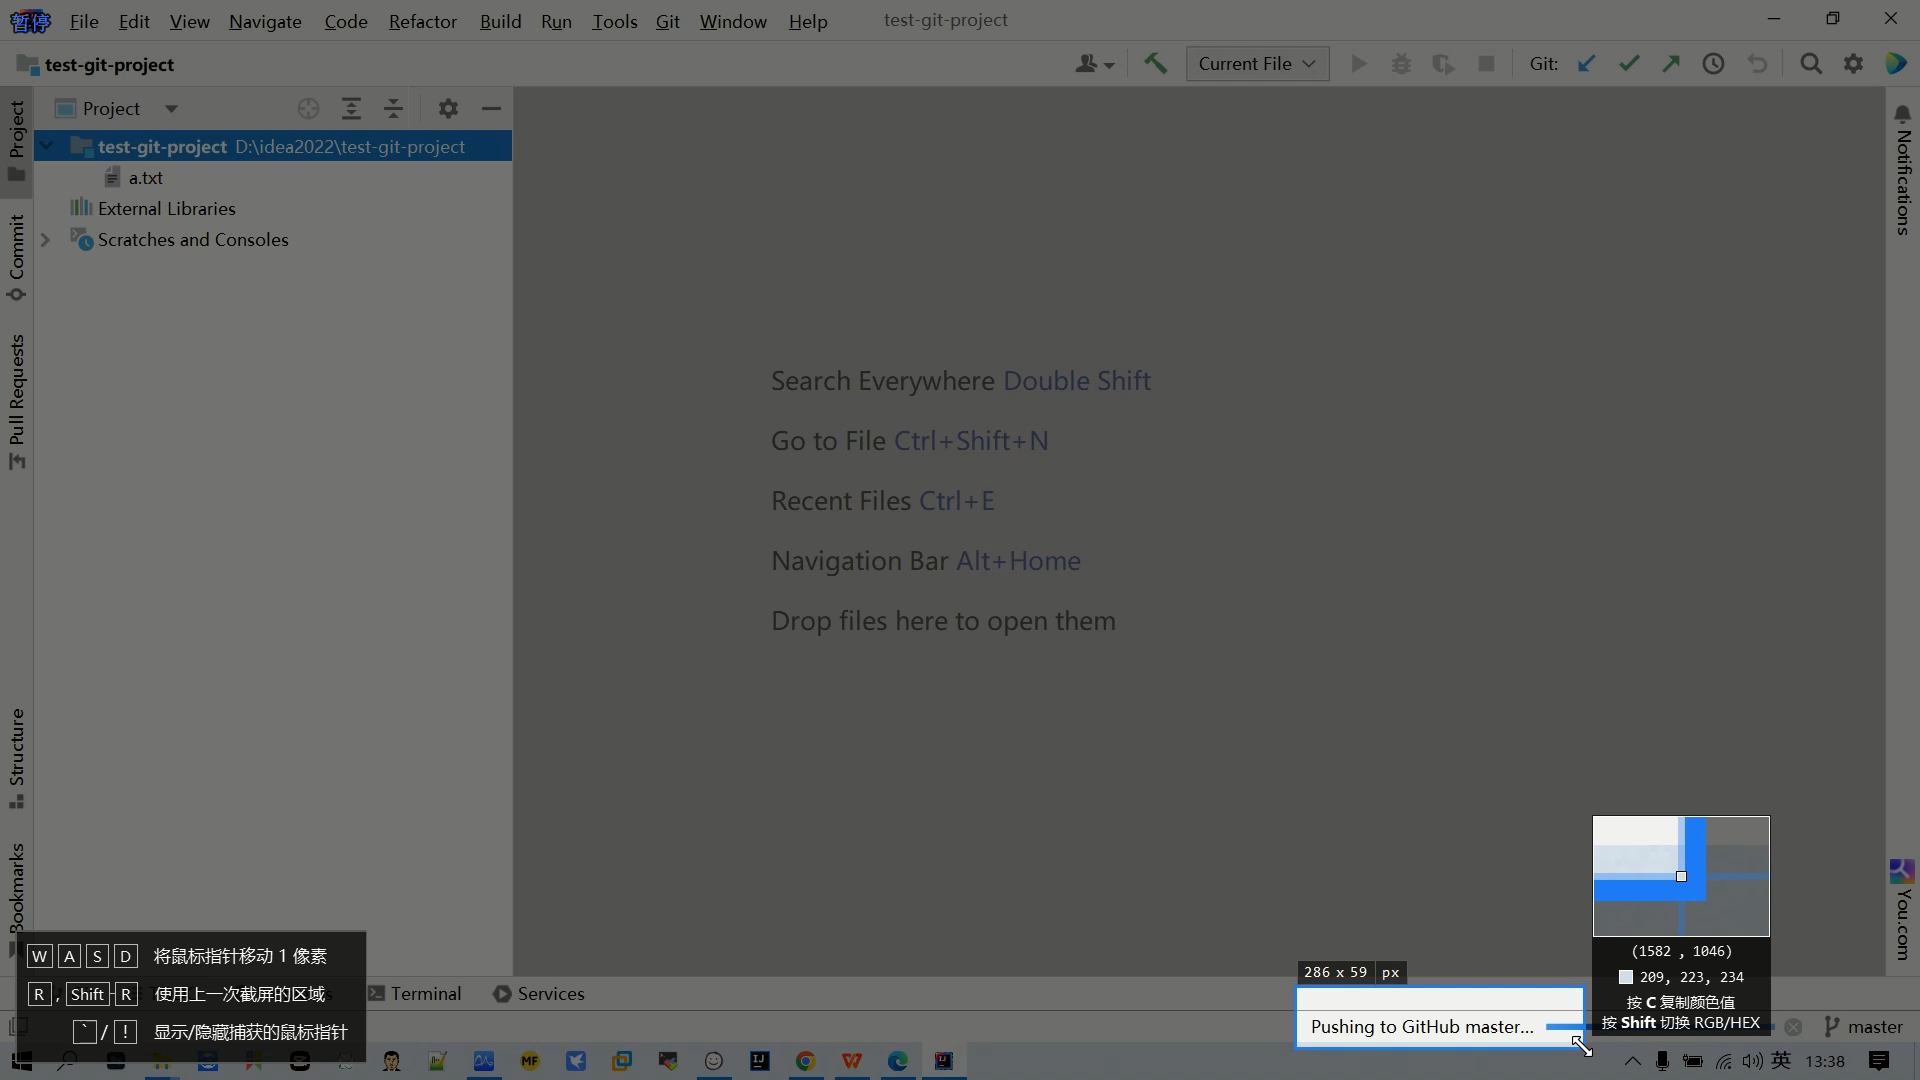 暂停
File Edit View Navigate Code Refactor Build Run Tools Git Window Help test-git-project
test-git-project
Current File
Git:
Project
test-git-project D:\idea2022\test-git-project
a.txt
External Libraries
Scratches and Consoles
Project
Commit
Pull Requests
Structure
Bookmarks
Notifications
You.com
Search Everywhere Double Shift
Go to File Ctrl+Shift+N
Recent Files Ctrl+E
Navigation Bar Alt+Home
Drop files here to open them
W A S D 将鼠标指针移动 1 像素
R , Shift - R 使用上一次截屏的区域
` / ! 显示/隐藏捕获的鼠标指针
Terminal Services
286 x 59 px
Pushing to GitHub master...
(1582 , 1046)
209, 223, 234
按 C 复制颜色值
按 Shift 切换 RGB/HEX
master
MF
IJ
英 13:38